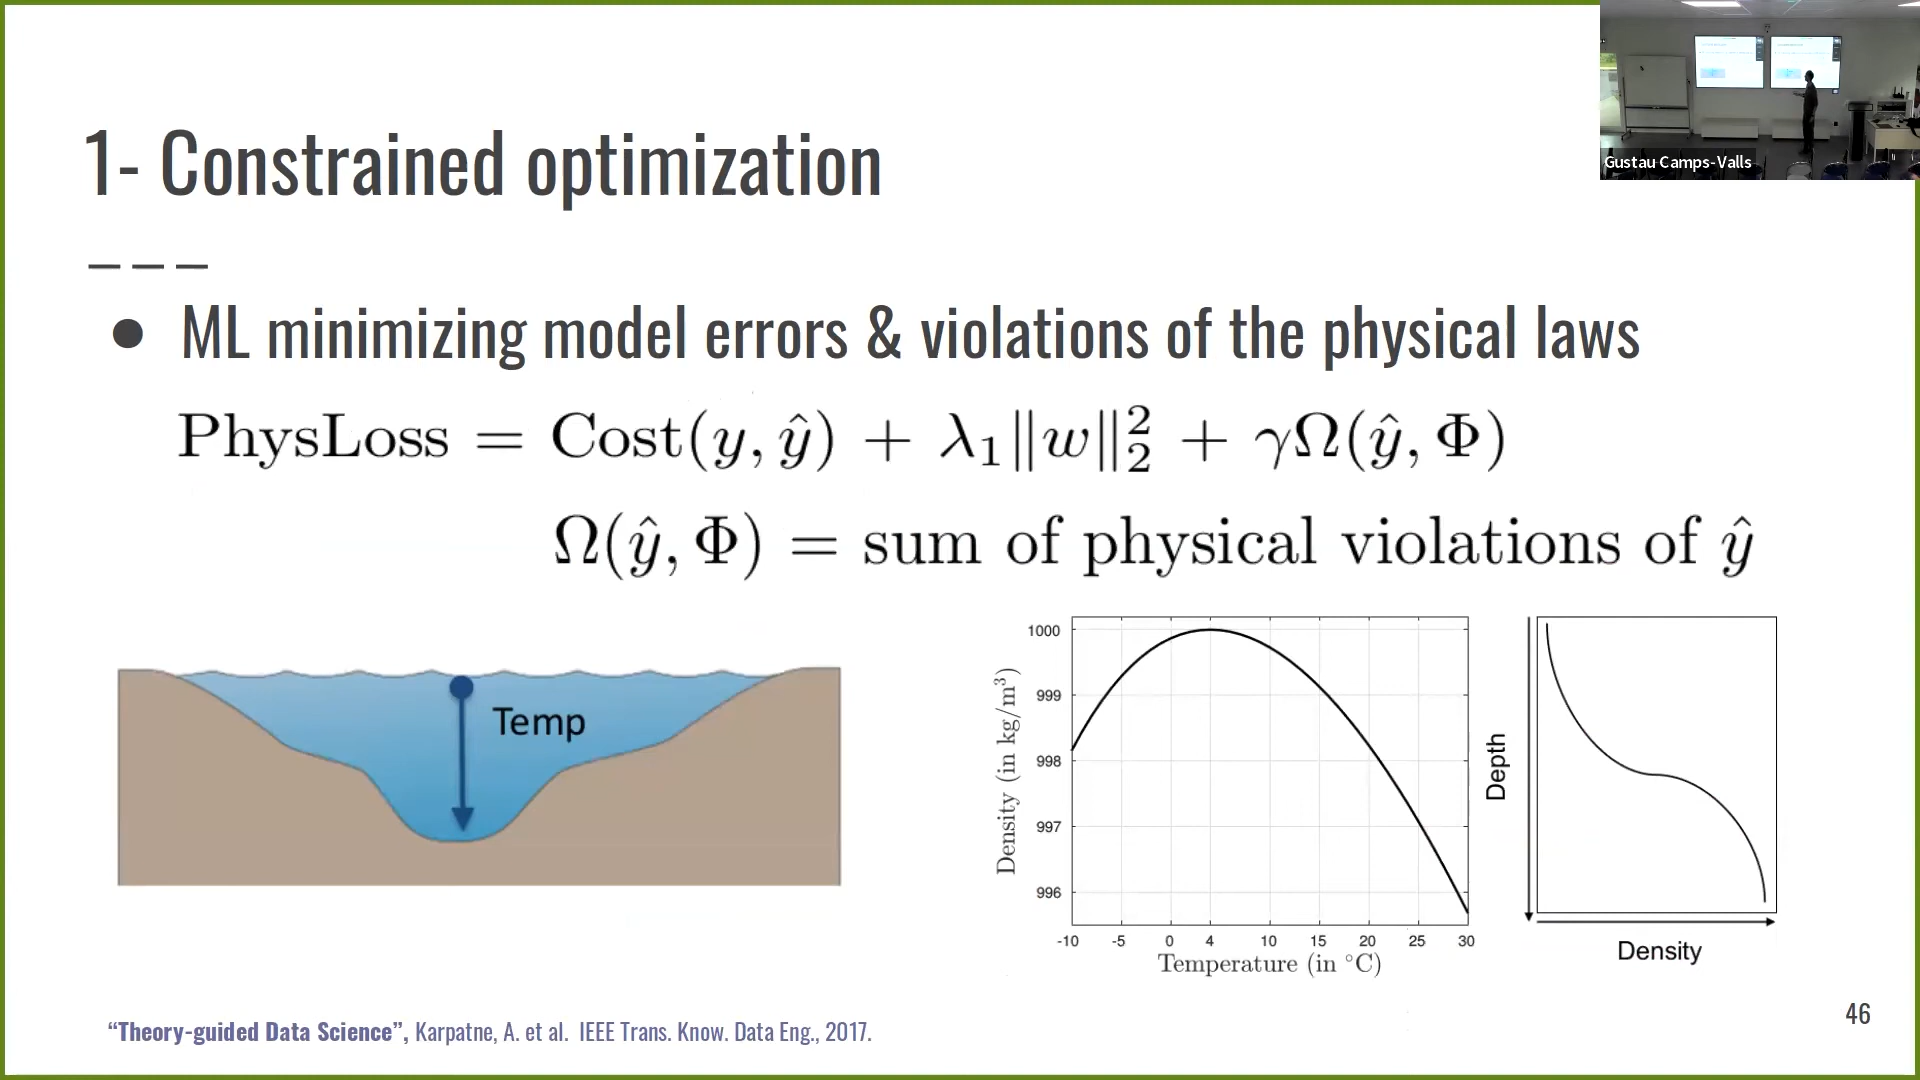 Gustau Camps-Valls
1- Constrained optimization
● ML minimizing model errors & violations of the physical laws
PhysLoss = Cost(y, ŷ) + λ₁||w||₂² + γΩ(ŷ, Φ)
Ω(ŷ, Φ) = sum of physical violations of ŷ
Temp
Density (in kg/m³)
1000
999
998
997
996
-10 -5 0 4 10 15 20 25 30
Temperature (in °C)
Depth
Density
“Theory-guided Data Science”, Karpatne, A. et al. IEEE Trans. Know. Data Eng., 2017.
46